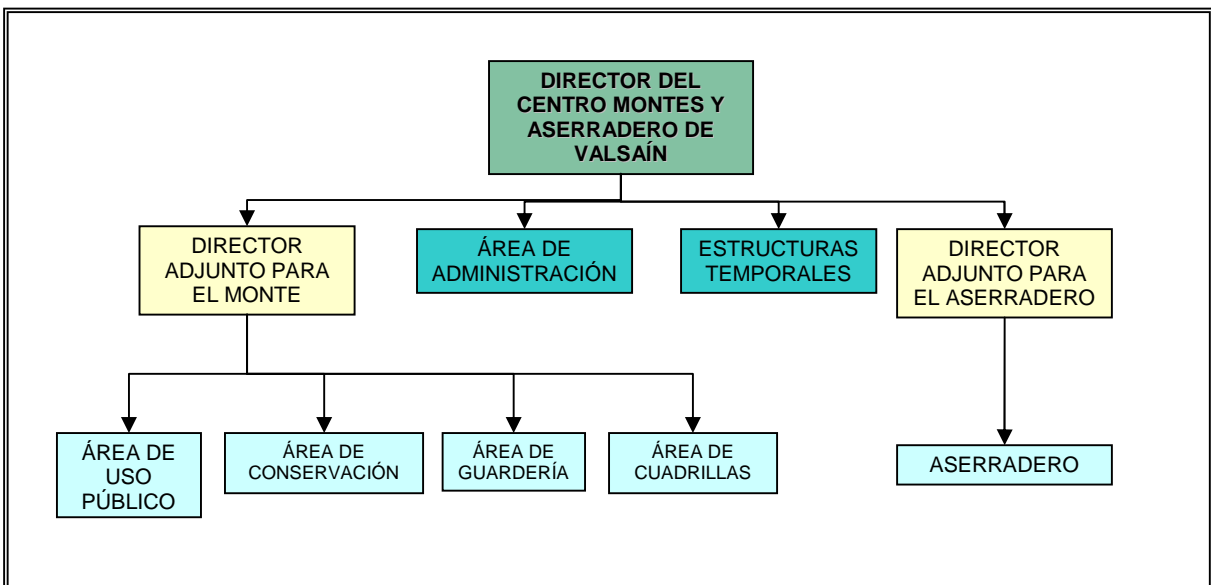 DIRECTOR DEL
CENTRO MONTES Y
ASERRADERO DE
VALSAÍN
DIRECTOR
ADJUNTO PARA
EL MONTE
ÁREA DE
ADMINISTRACIÓN
ESTRUCTURAS
TEMPORALES
DIRECTOR
ADJUNTO PARA
EL ASERRADERO
ÁREA DE
USO
PÚBLICO
ÁREA DE
CONSERVACIÓN
ÁREA DE
GUARDERÍA
ÁREA DE
CUADRILLAS
ASERRADERO